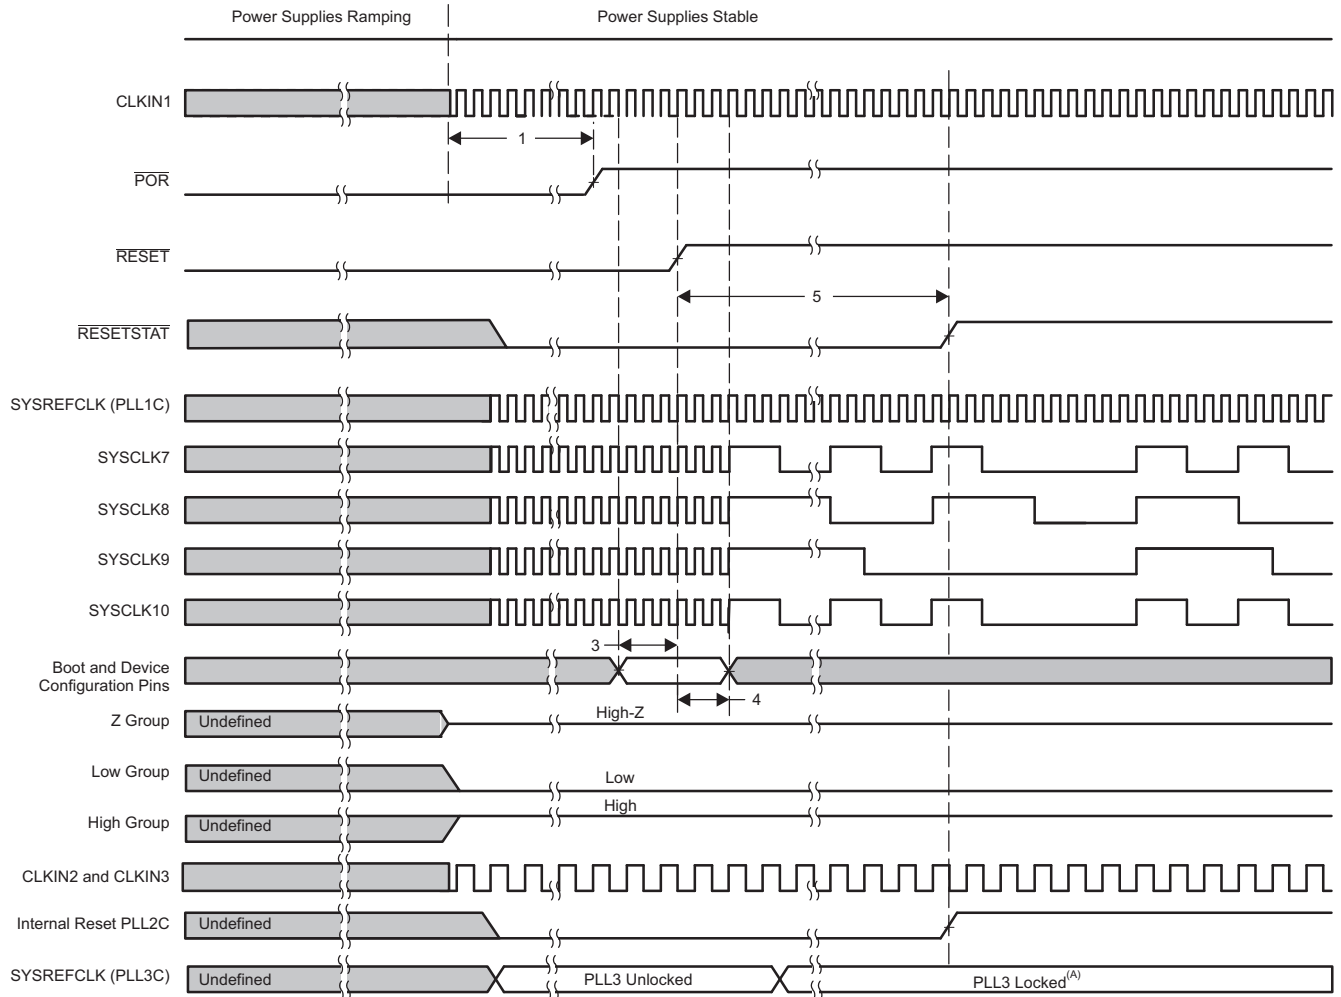 Power Supplies Ramping
Power Supplies Stable
CLKIN1
1
POR
RESET
5
RESETSTAT
SYSREFCLK (PLL1C)
SYSCLK7
SYSCLK8
SYSCLK9
SYSCLK10
3
Boot and Device
Configuration Pins
4
Z Group
Undefined
High-Z
Low Group
Undefined
Low
High Group
Undefined
High
CLKIN2 and CLKIN3
Internal Reset PLL2C
Undefined
SYSREFCLK (PLL3C)
Undefined
PLL3 Unlocked
PLL3 Locked(A)